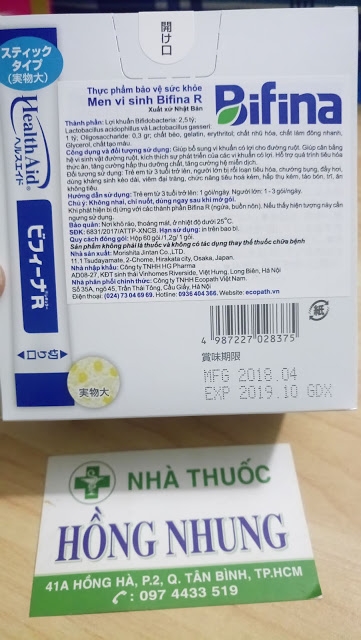 開け口
スティック
タイプ
(実物大)
Health Aid®
ヘルスエイド®
ビフィーナR
切り口
実物大
Thực phẩm bảo vệ sức khỏe
Men vi sinh Bifina R
Xuất xứ Nhật Bản
Bifina
Thành phần: Lợi khuẩn Bifidobacteria: 2,5 tỷ;
Lactobacillus acidophillus và Lactobacillus gasseri:
1 tỷ; Oligosaccharide: 0,3 gr; chất béo, gelatin, erythritol, chất nhũ hóa, chất làm đông nhanh,
Glycerol, chất tạo màu.
Công dụng và đối tượng sử dụng: Giúp bổ sung vi khuẩn có lợi cho đường ruột. Giúp cân bằng
hệ vi sinh vật đường ruột, kích thích sự phát triển của các vi khuẩn có lợi. Hỗ trợ quá trình tiêu hóa
thức ăn, tăng cường hấp thu dưỡng chất, tăng cường hệ miễn dịch.
Đối tượng sử dụng: Trẻ em từ 3 tuổi trở lên, người lớn bị rối loạn tiêu hóa, chướng bụng, đầy hơi,
dùng kháng sinh kéo dài, viêm đại tràng, chức năng tiêu hoá kém, hấp thu kém, táo bón, trĩ, ăn
không tiêu
Hướng dẫn sử dụng: Trẻ em từ 3 tuổi trở lên: 1 gói/ngày. Người lớn: 1 - 3 gói/ngày.
Chú ý: Không nhai, chỉ nuốt, dùng ngay sau khi mở gói.
Khi phát hiện bị dị ứng với các thành phần Bifina R (ngứa, buồn nôn). Nếu thấy hiện tượng này cần
ngưng sử dụng.
Bảo quản: Nơi khô ráo, thoáng mát, ở nhiệt độ dưới 25°C.
SĐK: 6831/2017/ATTP-XNCB. Hạn sử dụng: in trên bao bì.
Quy cách đóng gói: Hộp 60 gói /1,2g/ 1 gói.
Sản phẩm không phải là thuốc và không có tác dụng thay thế thuốc chữa bệnh
Nhà sản xuất: Morishita Jintan Co.,LTD.
11.1 Tsudayamate, 2-Chome, Hirakata city, Osaka, Japan.
Nhà nhập khẩu: Công ty TNHH HG Pharma
AD08-27, KĐT sinh thái Vinhomes Riverside, Việt Hưng, Long Biên, Hà Nội
Nhà phân phối chính thức: Công ty TNHH Ecopath Việt Nam.
Số 35A, ngõ 45, Trần Thái Tông, Cầu Giấy, Hà Nội
Điện thoại: (024) 73 04 69 69. Hotline: 0936 404 366. Website: ecopath.vn
4 987227 028375
紙
賞味期限
MFG 2018.04
EXP 2019.10 GDX
NHÀ THUỐC
HỒNG NHUNG
41A HỒNG HÀ, P.2, Q. TÂN BÌNH, TP.HCM
: 097 4433 519